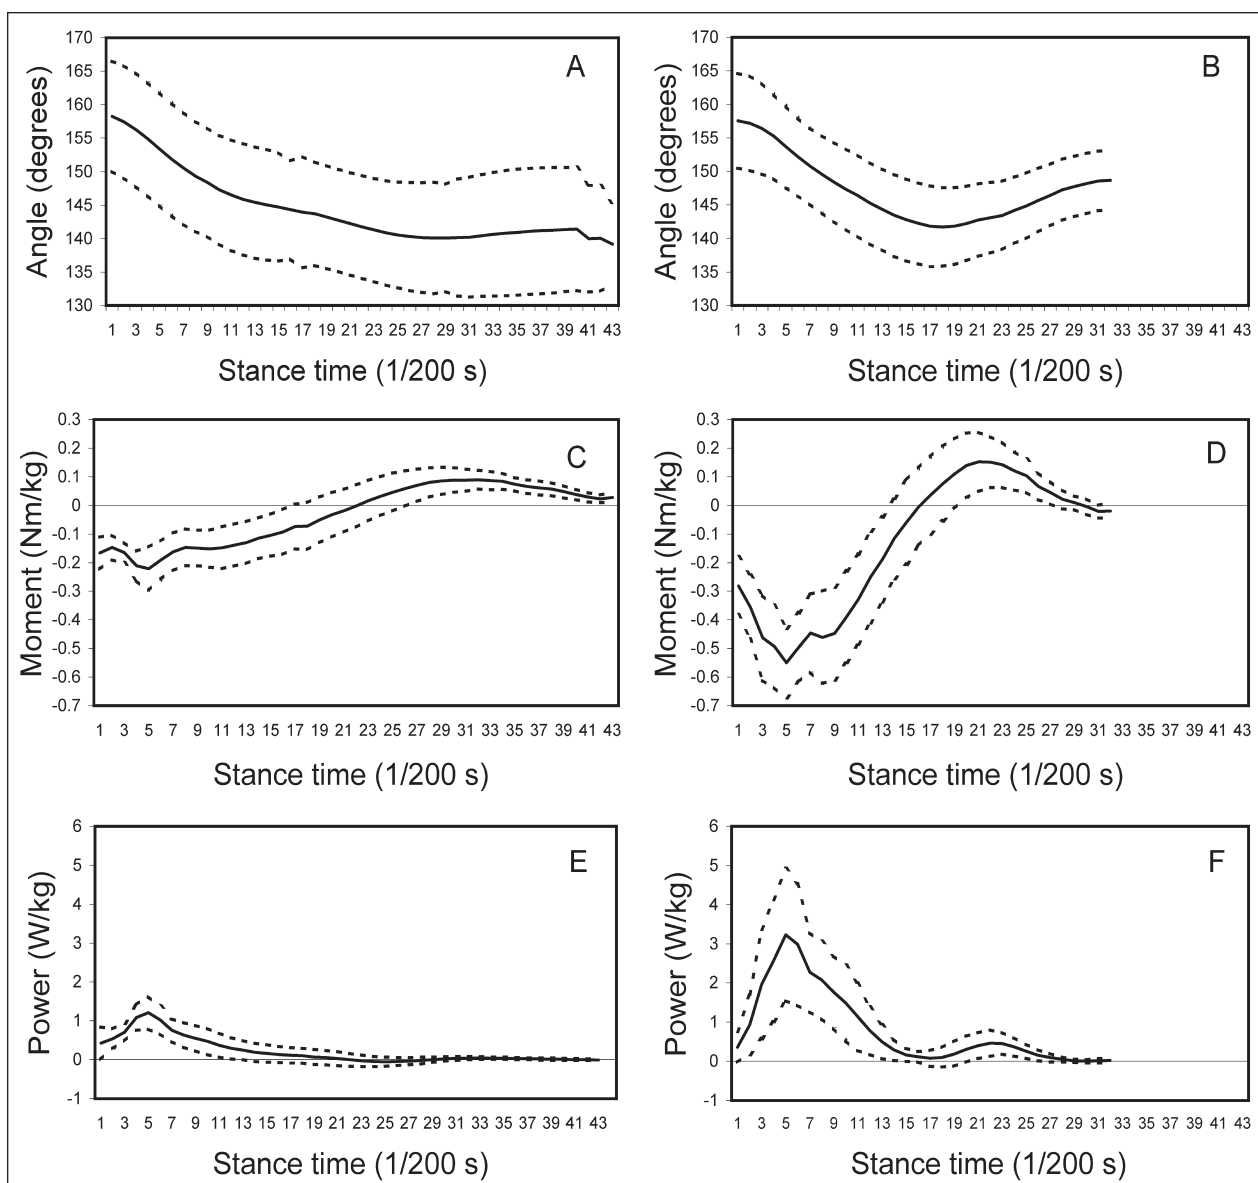 A
Angle (degrees)
170
165
160
155
150
145
140
135
130
1 3 5 7 9 11 13 15 17 19 21 23 25 27 29 31 33 35 37 39 41 43
Stance time (1/200 s)
B
Angle (degrees)
170
165
160
155
150
145
140
135
130
1 3 5 7 9 11 13 15 17 19 21 23 25 27 29 31 33 35 37 39 41 43
Stance time (1/200 s)
C
Moment (Nm/kg)
0.3
0.2
0.1
0
-0.1
-0.2
-0.3
-0.4
-0.5
-0.6
-0.7
1 3 5 7 9 11 13 15 17 19 21 23 25 27 29 31 33 35 37 39 41 43
Stance time (1/200 s)
D
Moment (Nm/kg)
0.3
0.2
0.1
0
-0.1
-0.2
-0.3
-0.4
-0.5
-0.6
-0.7
1 3 5 7 9 11 13 15 17 19 21 23 25 27 29 31 33 35 37 39 41 43
Stance time (1/200 s)
E
Power (W/kg)
6
5
4
3
2
1
0
-1
1 3 5 7 9 11 13 15 17 19 21 23 25 27 29 31 33 35 37 39 41 43
Stance time (1/200 s)
F
Power (W/kg)
6
5
4
3
2
1
0
-1
1 3 5 7 9 11 13 15 17 19 21 23 25 27 29 31 33 35 37 39 41 43
Stance time (1/200 s)